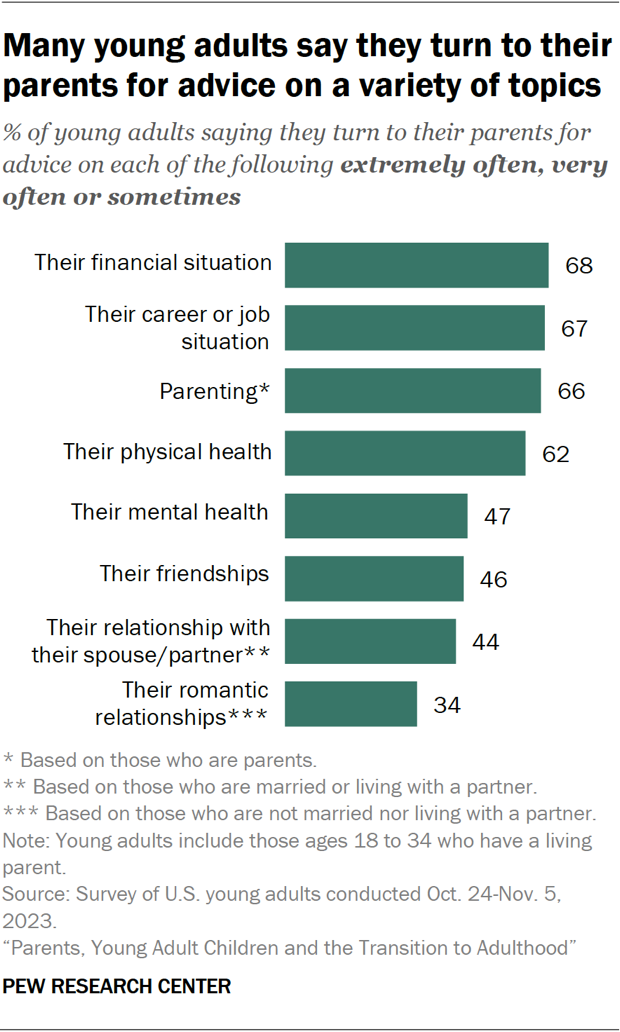 Many young adults say they turn to their
parents for advice on a variety of topics
% of young adults saying they turn to their parents for
advice on each of the following extremely often, very
often or sometimes
Their financial situation 68
Their career or job
situation 67
Parenting* 66
Their physical health 62
Their mental health 47
Their friendships 46
Their relationship with
their spouse/partner** 44
Their romantic
relationships*** 34
* Based on those who are parents.
** Based on those who are married or living with a partner.
*** Based on those who are not married nor living with a partner.
Note: Young adults include those ages 18 to 34 who have a living
parent.
Source: Survey of U.S. young adults conducted Oct. 24-Nov. 5,
2023.
“Parents, Young Adult Children and the Transition to Adulthood”
PEW RESEARCH CENTER